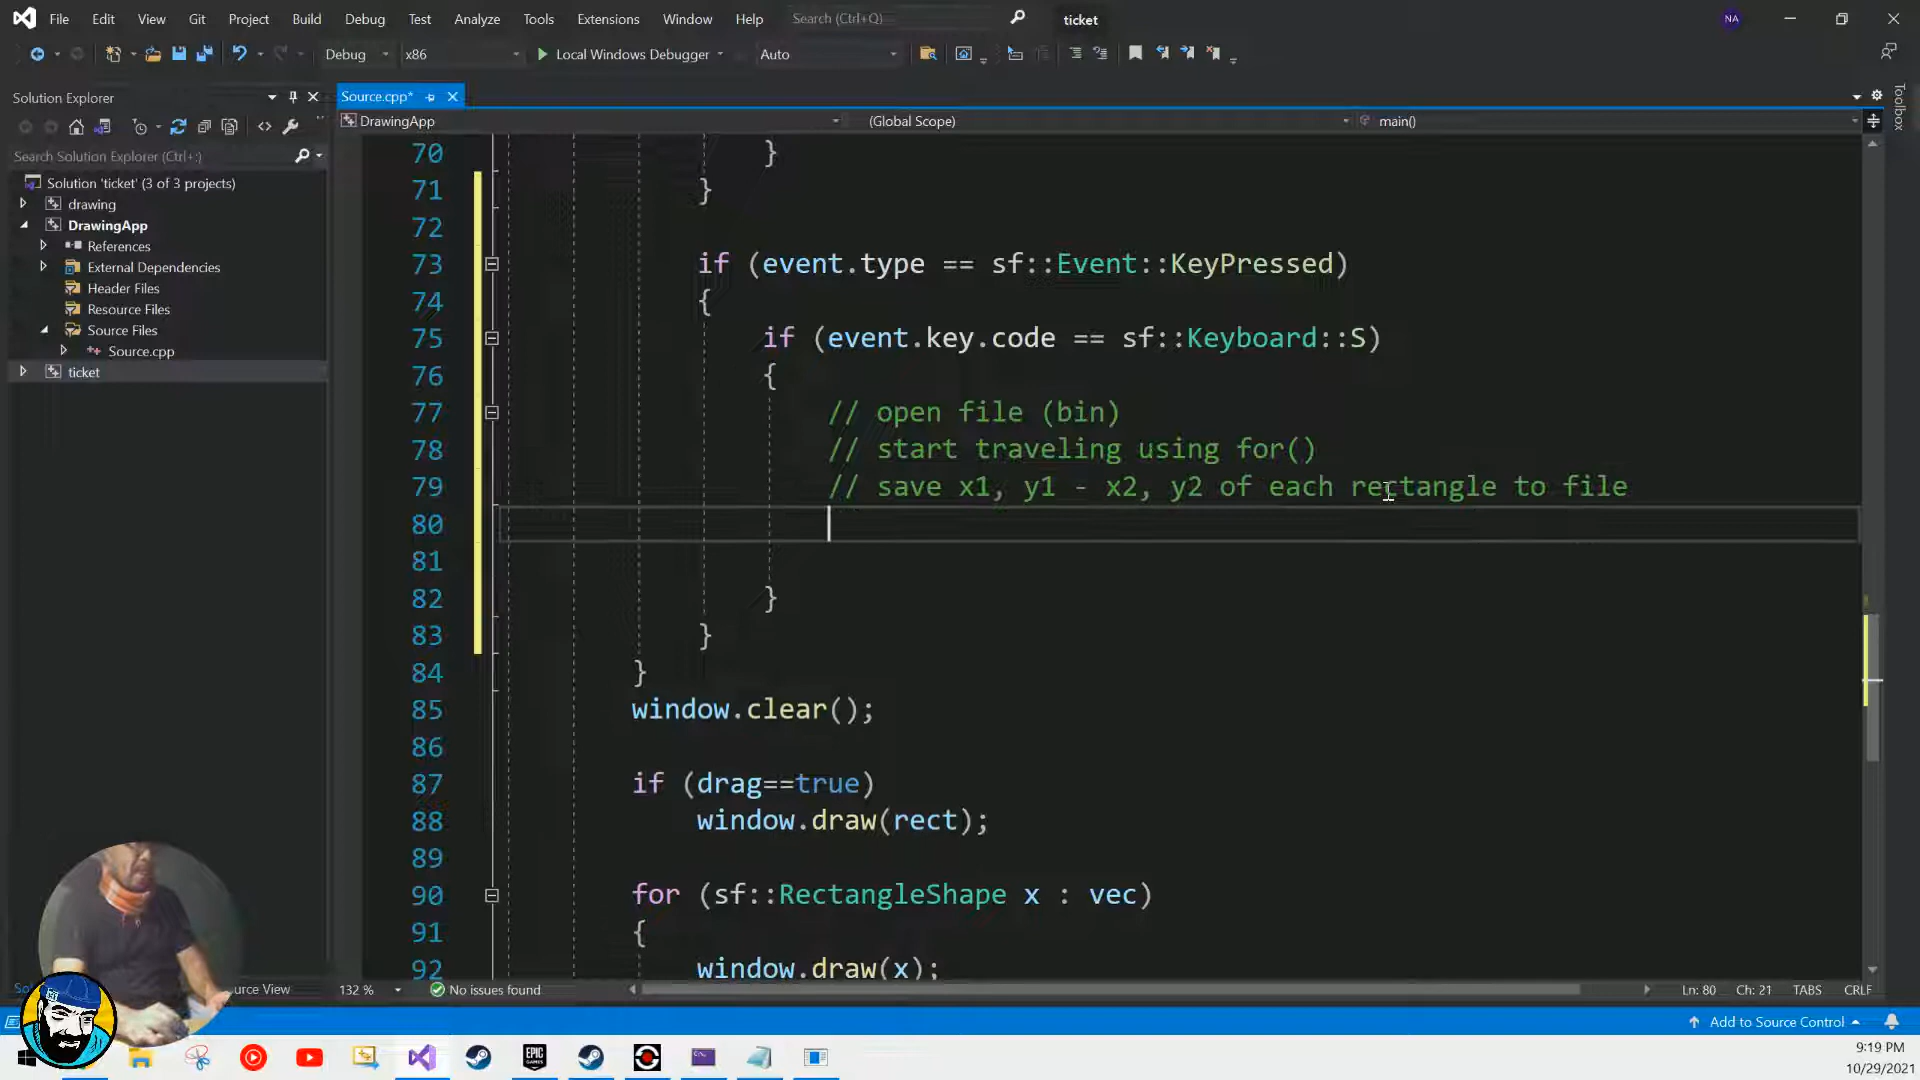 File Edit View Git Project Build Debug Test Analyze Tools Extensions Window Help Search (Ctrl+Q) ticket NA
Debug x86 Local Windows Debugger Auto
Solution Explorer
Search Solution Explorer (Ctrl+;)
Solution 'ticket' (3 of 3 projects)
drawing
DrawingApp
References
External Dependencies
Header Files
Resource Files
Source Files
Source.cpp
ticket
Source.cpp*
DrawingApp (Global Scope) main()
Toolbox
70 }
71 }
72
73 if (event.type == sf::Event::KeyPressed)
74 {
75 if (event.key.code == sf::Keyboard::S)
76 {
77 // open file (bin)
78 // start traveling using for()
79 // save x1, y1 - x2, y2 of each rectangle to file
80
81
82 }
83 }
84 }
85 window.clear();
86
87 if (drag==true)
88 window.draw(rect);
89
90 for (sf::RectangleShape x : vec)
91 {
92 window.draw(x);
132 % No issues found Ln: 80 Ch: 21 TABS CRLF
Add to Source Control
EPIC GAMES
9:19 PM
10/29/2021